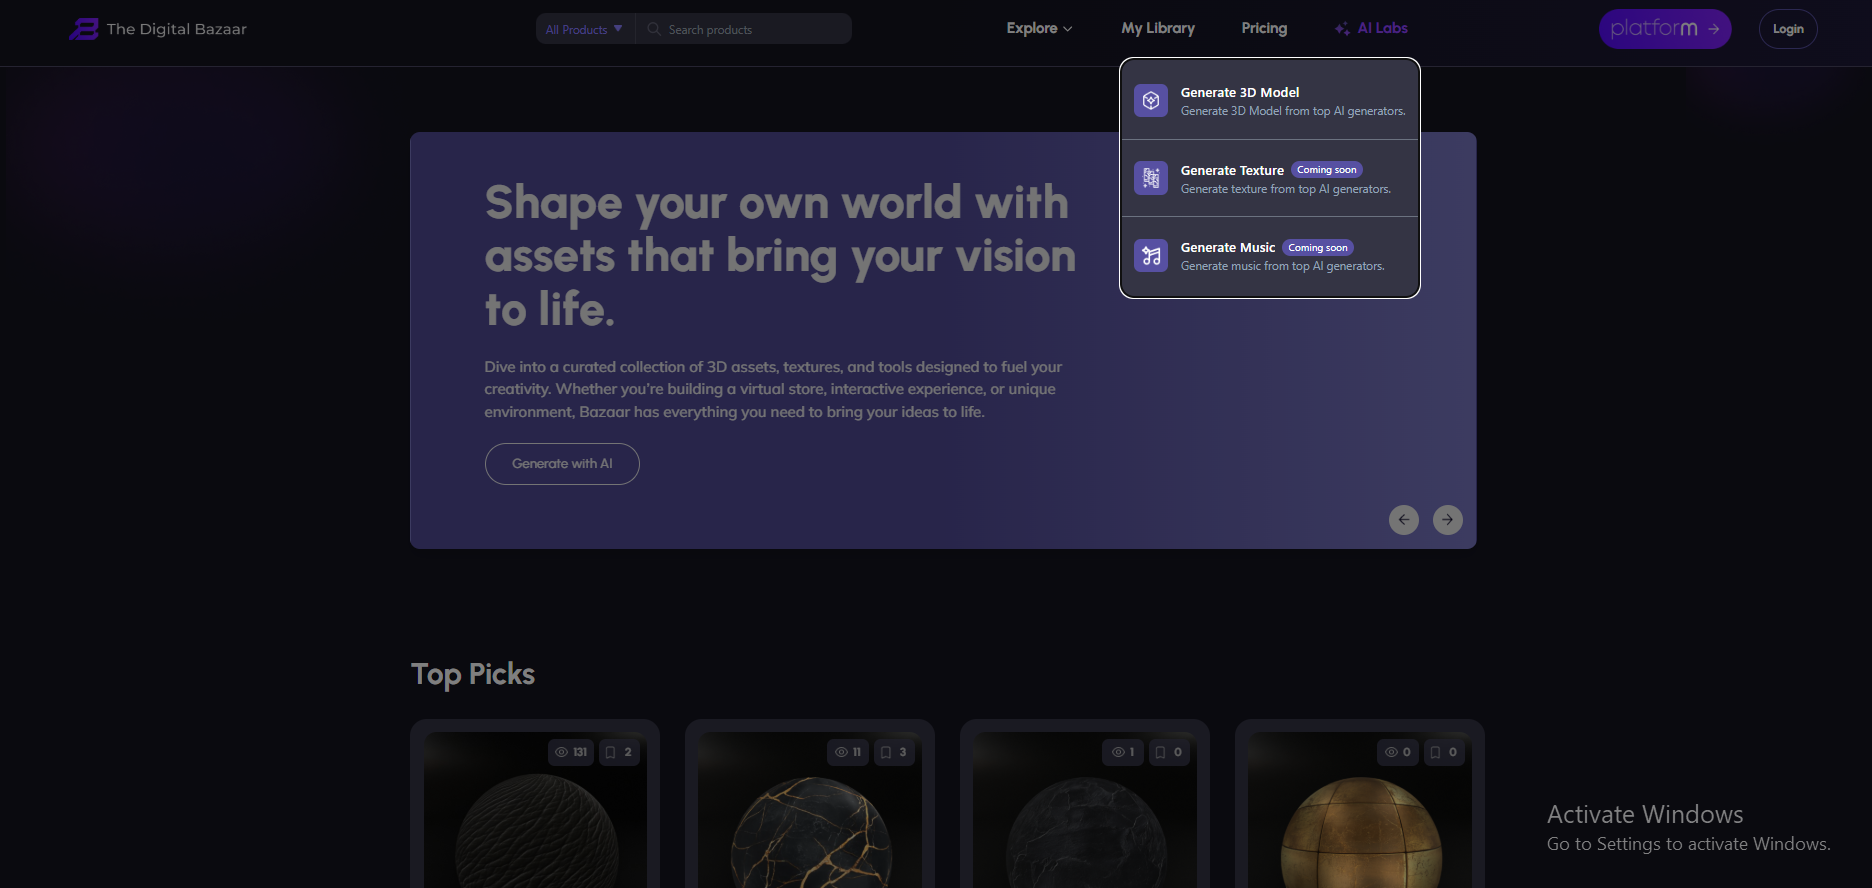 The Digital Bazaar
All Products
Search products
Explore
My Library
Pricing
AI Labs
platform
Login
Generate 3D Model
Generate 3D Model from top AI generators.
Generate Texture Coming soon
Generate texture from top AI generators.
Generate Music Coming soon
Generate music from top AI generators.
Shape your own world with
assets that bring your vision
to life.
Dive into a curated collection of 3D assets, textures, and tools designed to fuel your
creativity. Whether you're building a virtual store, interactive experience, or unique
environment, Bazaar has everything you need to bring your ideas to life.
Generate with AI
Top Picks
131 2
11 3
1 0
0 0
Activate Windows
Go to Settings to activate Windows.